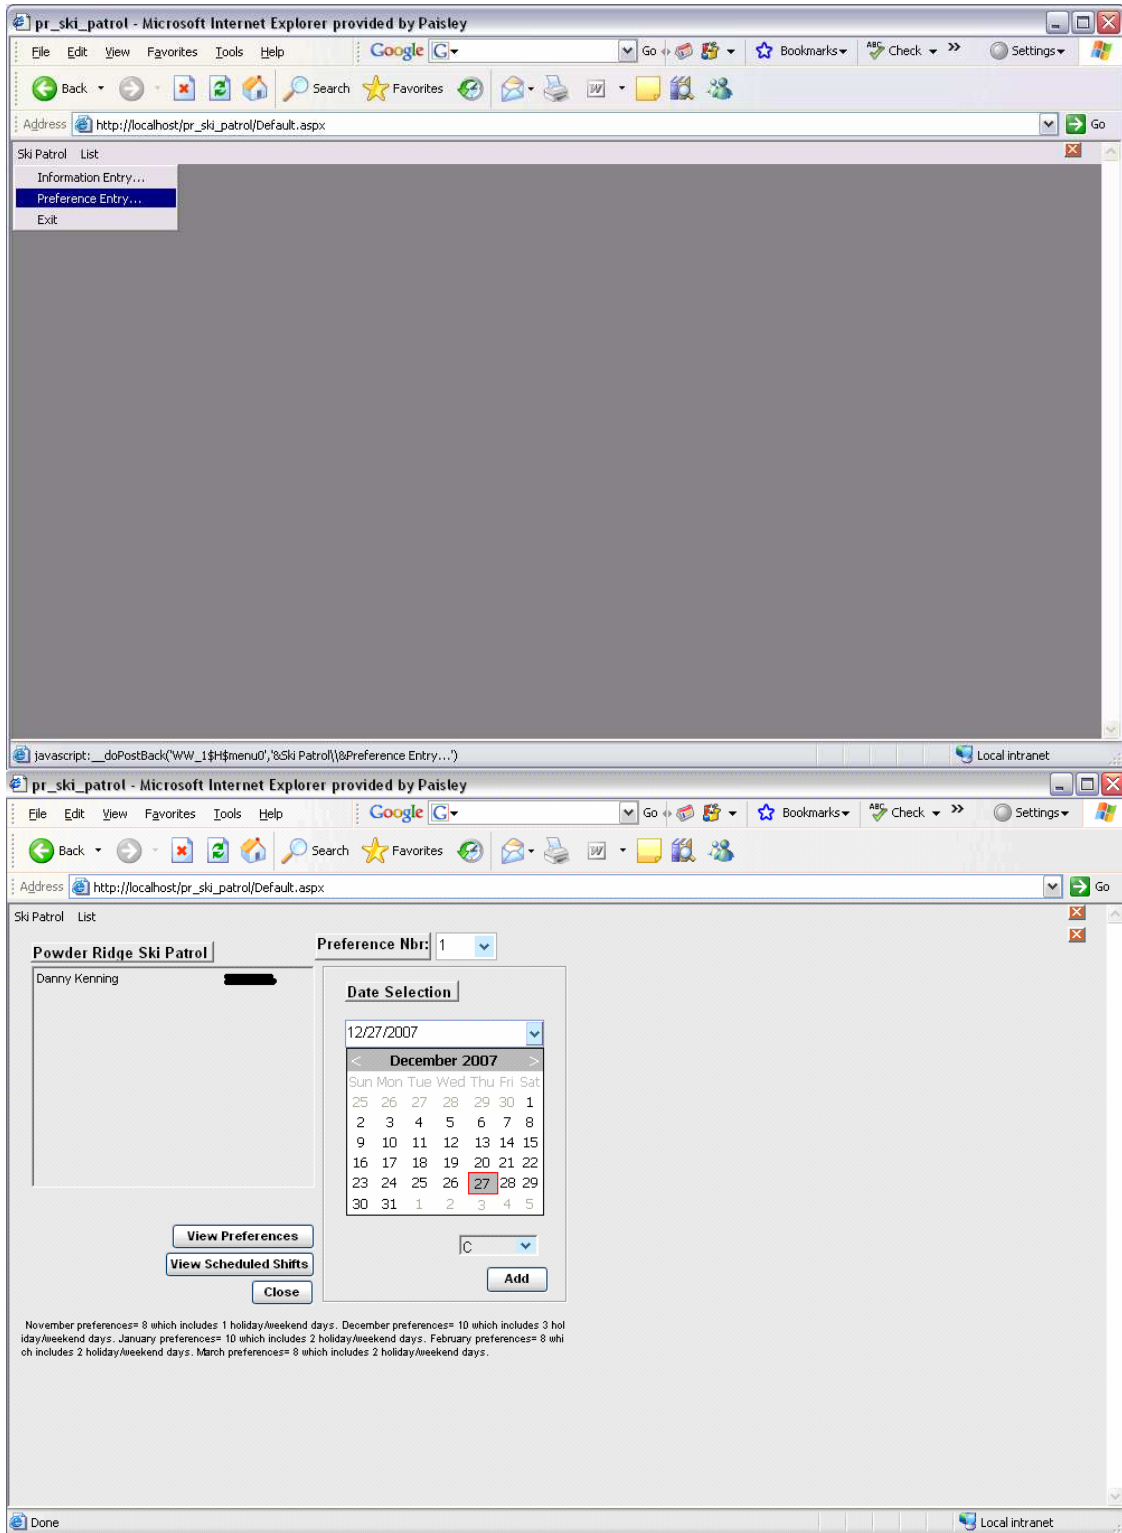 pr_ski_patrol - Microsoft Internet Explorer provided by Paisley
File Edit View Favorites Tools Help Google G Go Bookmarks ABC Check >> Settings
Back Search Favorites W
Address http://localhost/pr_ski_patrol/Default.aspx Go
Ski Patrol List
Information Entry...
Preference Entry...
Exit
javascript:__doPostBack('WW_1$H$menu0','&Ski Patrol\\&Preference Entry...') Local intranet
pr_ski_patrol - Microsoft Internet Explorer provided by Paisley
File Edit View Favorites Tools Help Google G Go Bookmarks ABC Check >> Settings
Back Search Favorites W
Address http://localhost/pr_ski_patrol/Default.aspx Go
Ski Patrol List
Powder Ridge Ski Patrol Preference Nbr: 1
Danny Kenning
Date Selection
12/27/2007
< December 2007 >
Sun Mon Tue Wed Thu Fri Sat
25 26 27 28 29 30 1
2 3 4 5 6 7 8
9 10 11 12 13 14 15
16 17 18 19 20 21 22
23 24 25 26 27 28 29
30 31 1 2 3 4 5
View Preferences
C
View Scheduled Shifts
Add
Close
November preferences= 8 which includes 1 holiday/weekend days. December preferences= 10 which includes 3 hol
iday/weekend days. January preferences= 10 which includes 2 holiday/weekend days. February preferences= 8 whi
ch includes 2 holiday/weekend days. March preferences= 8 which includes 2 holiday/weekend days.
Done Local intranet